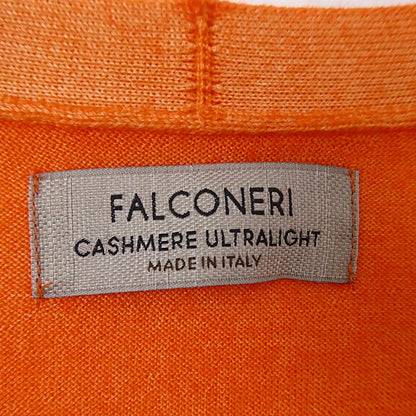 FALCONERI
CASHMERE ULTRALIGHT
MADE IN ITALY